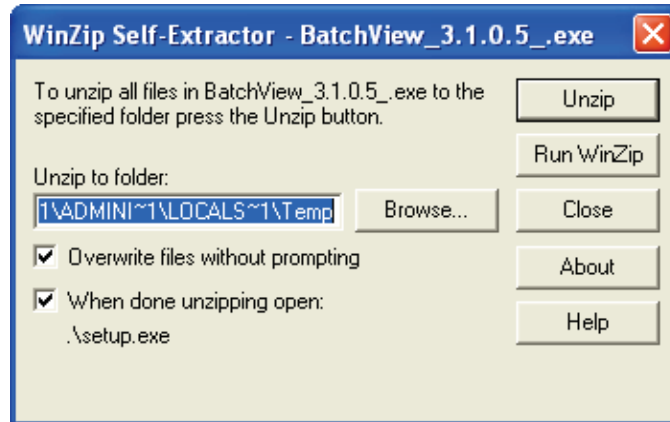 WinZip Self-Extractor - BatchView_3.1.0.5_.exe
To unzip all files in BatchView_3.1.0.5_.exe to the
specified folder press the Unzip button.
Unzip
Run WinZip
Unzip to folder:
1\ADMINI~1\LOCALS~1\Temp
Browse...
Close
Overwrite files without prompting
About
When done unzipping open:
.\setup.exe
Help